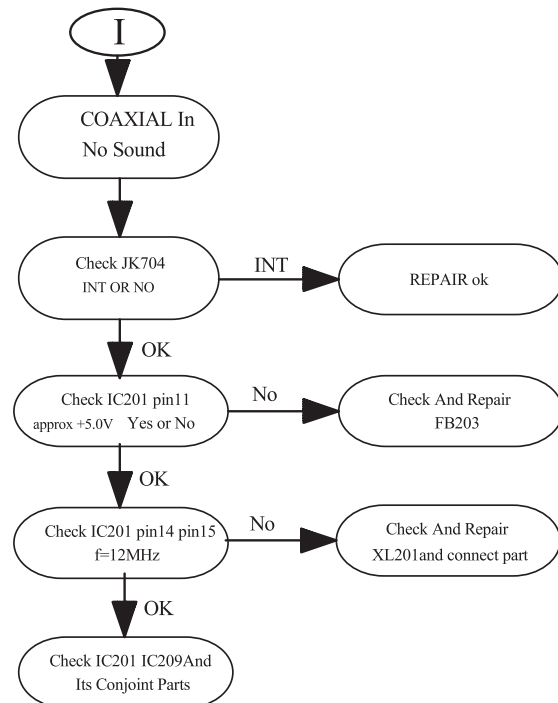 I
COAXIAL In
No Sound
Check JK704
INT OR NO
INT
REPAIR ok
OK
Check IC201 pin11
approx +5.0V Yes or No
No
Check And Repair
FB203
OK
Check IC201 pin14 pin15
f=12MHz
No
Check And Repair
XL201and connect part
OK
Check IC201 IC209And
Its Conjoint Parts